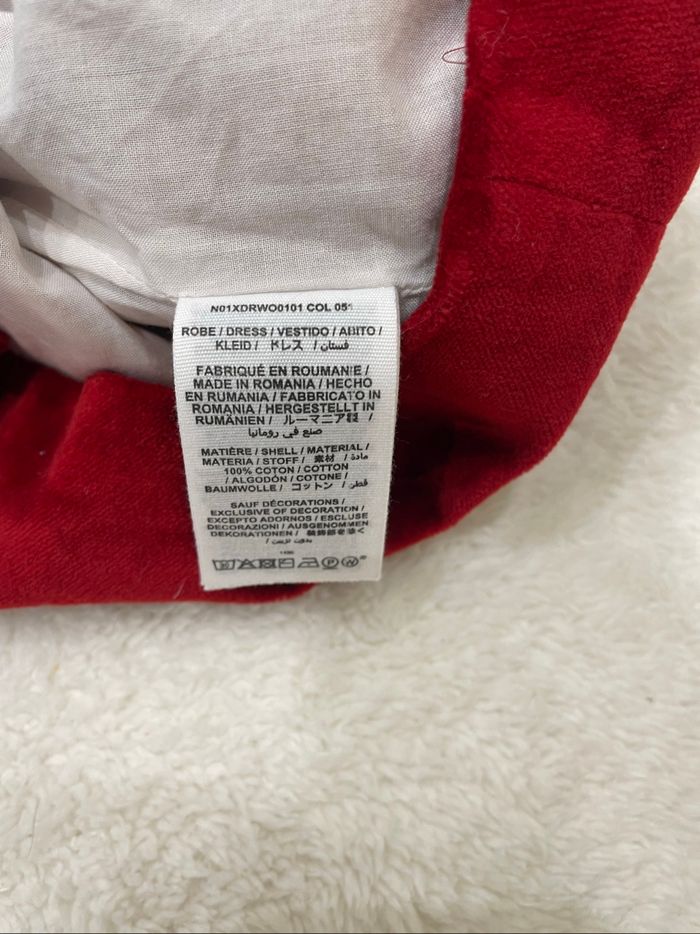 N01XDRWO0101 COL 051
ROBE / DRESS / VESTIDO / ABITO /
KLEID / ドレス / فستان /
FABRIQUÉ EN ROUMANIE /
MADE IN ROMANIA / HECHO
EN RUMANIA / FABBRICATO IN
ROMANIA / HERGESTELLT IN
RUMÄNIEN / ルーマニア製 /
صنع في رومانيا
MATIÈRE / SHELL / MATERIAL /
MATERIA / STOFF / 素材 / مادة /
100% COTON / COTTON
/ ALGODÓN / COTONE /
BAUMWOLLE / コットン / قطن /
SAUF DÉCORATIONS /
EXCLUSIVE OF DECORATION /
EXCEPTO ADORNOS / ESCLUSE
DECORAZIONI / AUSGENOMMEN
DEKORATIONEN / 装飾部を除く
/ بدون تزيين